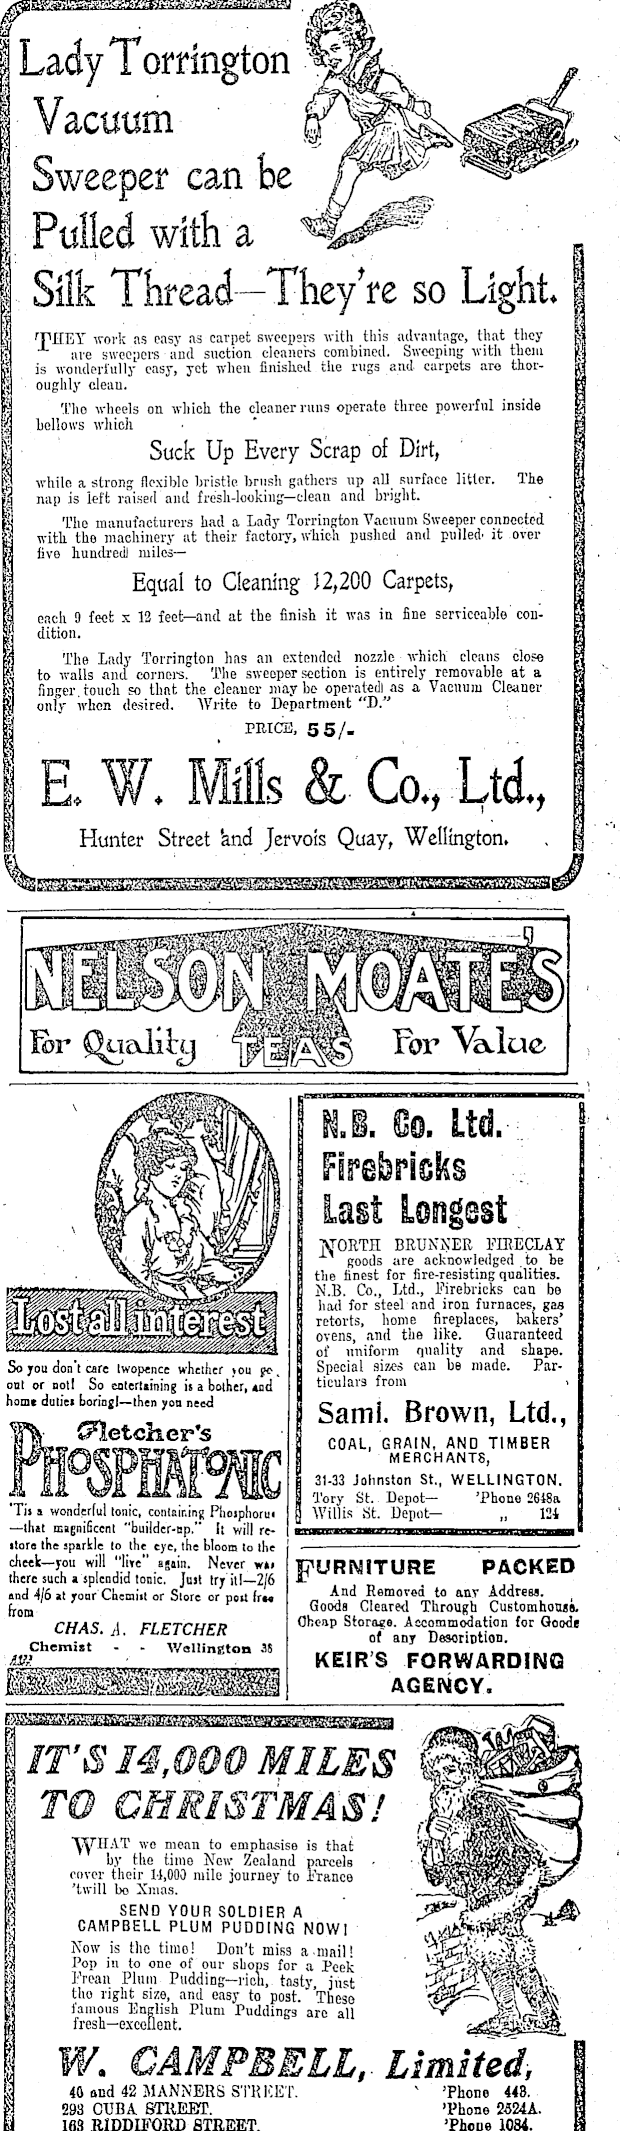 Lady Torrington
Vacuum
Sweeper can be
Pulled with a
Silk Thread—They're so Light.
THEY work as easy as carpet sweepers with this advantage, that they
are sweepers and suction cleaners combined. Sweeping with them
is wonderfully easy, yet when finished the rugs and carpets are thor-
oughly clean.
The wheels on which the cleaner runs operate three powerful inside
bellows which
Suck Up Every Scrap of Dirt,
while a strong flexible bristle brush gathers up all surface litter. The
nap is left raised and fresh-looking—clean and bright.
The manufacturers had a Lady Torrington Vacuum Sweeper connected
with the machinery at their factory, which pushed and pulled it over
five hundred miles—
Equal to Cleaning 12,200 Carpets,
each 9 feet x 12 feet—and at the finish it was in fine serviceable con-
dition.
The Lady Torrington has an extended nozzle which cleans close
to walls and corners. The sweeper section is entirely removable at a
finger touch so that the cleaner may be operated as a Vacuum Cleaner
only when desired. Write to Department "D."
PRICE, 55/-
E. W. Mills & Co., Ltd.,
Hunter Street and Jervois Quay, Wellington.
NELSON MOATE'S
For Quality TEAS For Value
Lost all interest
So you don't care twopence whether you go
out or not! So entertaining is a bother, and
home duties boring!—then you need
Fletcher's
PHOSPHATONIC
'Tis a wonderful tonic, containing Phosphorus
—that magnificent "builder-up." It will re-
store the sparkle to the eye, the bloom to the
cheek—you will "live" again. Never was
there such a splendid tonic. Just try it!—2/6
and 4/6 at your Chemist or Store or post free
from
CHAS. A. FLETCHER
Chemist - - Wellington 38
N.B. Co. Ltd.
Firebricks
Last Longest
NORTH BRUNNER FIRECLAY
goods are acknowledged to be
the finest for fire-resisting qualities.
N.B. Co., Ltd., Firebricks can be
had for steel and iron furnaces, gas
retorts, home fireplaces, bakers'
ovens, and the like. Guaranteed
of uniform quality and shape.
Special sizes can be made. Par-
ticulars from
Saml. Brown, Ltd.,
COAL, GRAIN, AND TIMBER
MERCHANTS,
31-33 Johnston St., WELLINGTON.
Tory St. Depot— 'Phone 2648a
Willis St. Depot— ,, 124
FURNITURE PACKED
And Removed to any Address.
Goods Cleared Through Customhouse.
Cheap Storage. Accommodation for Goods
of any Description.
KEIR'S FORWARDING
AGENCY.
IT'S 14,000 MILES
TO CHRISTMAS!
WHAT we mean to emphasise is that
by the time New Zealand parcels
cover their 14,000 mile journey to France
'twill be Xmas.
SEND YOUR SOLDIER A
CAMPBELL PLUM PUDDING NOW!
Now is the time! Don't miss a mail!
Pop in to one of our shops for a Peek
Frean Plum Pudding—rich, tasty, just
the right size, and easy to post. These
famous English Plum Puddings are all
fresh—excellent.
W. CAMPBELL, Limited,
40 and 42 MANNERS STREET. 'Phone 448.
293 CUBA STREET. 'Phone 2524A.
163 RIDDIFORD STREET. 'Phone 1084.